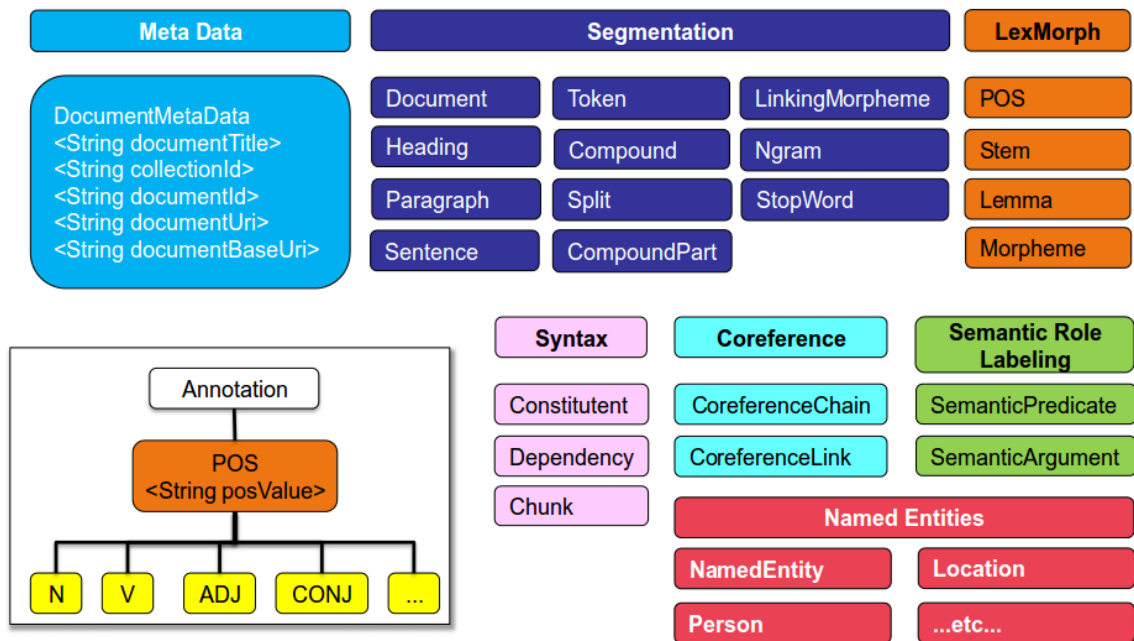 Meta Data
Segmentation
LexMorph
DocumentMetaData
<String documentTitle>
<String collectionId>
<String documentId>
<String documentUri>
<String documentBaseUri>
Document
Token
LinkingMorpheme
Heading
Compound
Ngram
Paragraph
Split
StopWord
Sentence
CompoundPart
POS
Stem
Lemma
Morpheme
Annotation
POS
<String posValue>
N
V
ADJ
CONJ
...
Syntax
Constitutent
Dependency
Chunk
Coreference
CoreferenceChain
CoreferenceLink
Semantic Role
Labeling
SemanticPredicate
SemanticArgument
Named Entities
NamedEntity
Location
Person
...etc...